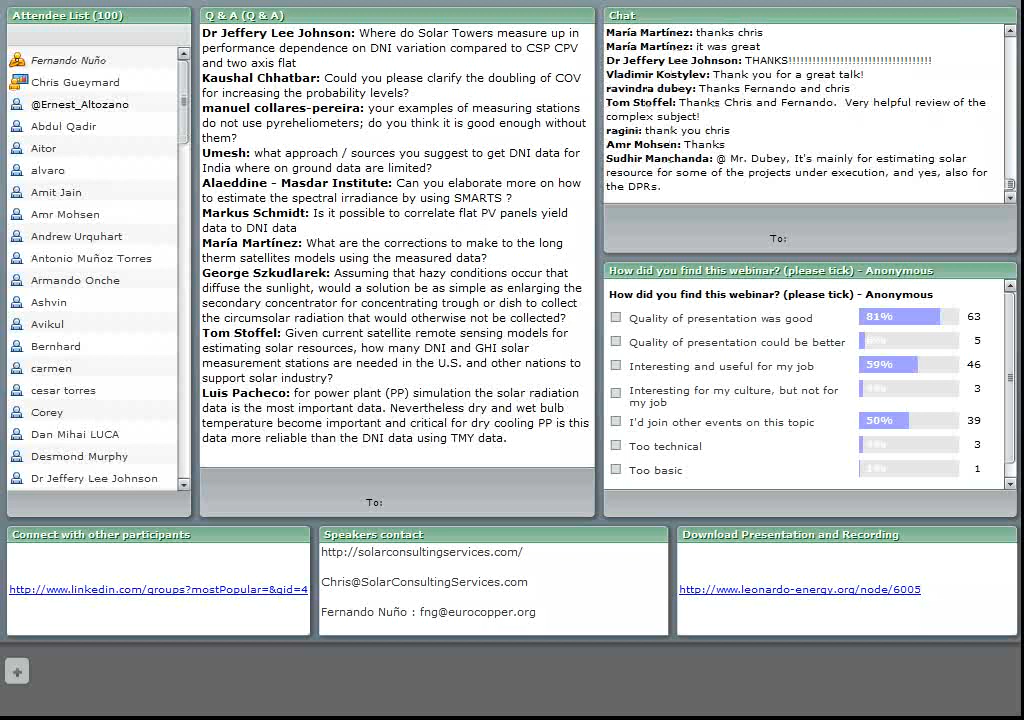 Attendee List (100)
Fernando Nuño
Chris Gueymard
@Ernest_Altozano
Abdul Qadir
Aitor
alvaro
Amit Jain
Amr Mohsen
Andrew Urquhart
Antonio Muñoz Torres
Armando Onche
Ashvin
Avikul
Bernhard
carmen
cesar torres
Corey
Dan Mihai LUCA
Desmond Murphy
Dr Jeffery Lee Johnson
Q & A (Q & A)
Dr Jeffery Lee Johnson: Where do Solar Towers measure up in
performance dependence on DNI variation compared to CSP CPV
and two axis flat
Kaushal Chhatbar: Could you please clarify the doubling of COV
for increasing the probability levels?
manuel collares-pereira: your examples of measuring stations
do not use pyreheliometers; do you think it is good enough without
them?
Umesh: what approach / sources you suggest to get DNI data for
India where on ground data are limited?
Alaeddine - Masdar Institute: Can you elaborate more on how
to estimate the spectral irradiance by using SMARTS ?
Markus Schmidt: Is it possible to correlate flat PV panels yield
data to DNI data
María Martínez: What are the corrections to make to the long
therm satellites models using the measured data?
George Szkudlarek: Assuming that hazy conditions occur that
diffuse the sunlight, would a solution be as simple as enlarging the
secondary concentrator for concentrating trough or dish to collect
the circumsolar radiation that would otherwise not be collected?
Tom Stoffel: Given current satellite remote sensing models for
estimating solar resources, how many DNI and GHI solar
measurement stations are needed in the U.S. and other nations to
support solar industry?
Luis Pacheco: for power plant (PP) simulation the solar radiation
data is the most important data. Nevertheless dry and wet bulb
temperature become important and critical for dry cooling PP is this
data more reliable than the DNI data using TMY data.
To:
Chat
María Martínez: thanks chris
María Martínez: it was great
Dr Jeffery Lee Johnson: THANKS!!!!!!!!!!!!!!!!!!!!!!!!!!!!!!!!!!!!
Vladimir Kostylev: Thank you for a great talk!
ravindra dubey: Thanks Fernando and chris
Tom Stoffel: Thanks Chris and Fernando.  Very helpful review of the
complex subject!
ragini: thank you chris
Amr Mohsen: Thanks
Sudhir Manchanda: @ Mr. Dubey, It's mainly for estimating solar
resource for some of the projects under execution, and yes, also for
the DPRs.
To:
How did you find this webinar? (please tick) - Anonymous
How did you find this webinar? (please tick) - Anonymous
Quality of presentation was good 81% 63
Quality of presentation could be better 5
Interesting and useful for my job 59% 46
Interesting for my culture, but not for
my job 3
I'd join other events on this topic 50% 39
Too technical 3
Too basic 1% 1
Connect with other participants
http://www.linkedin.com/groups?mostPopular=&gid=4
Speakers contact
http://solarconsultingservices.com/
Chris@SolarConsultingServices.com
Fernando Nuño : fng@eurocopper.org
Download Presentation and Recording
http://www.leonardo-energy.org/node/6005